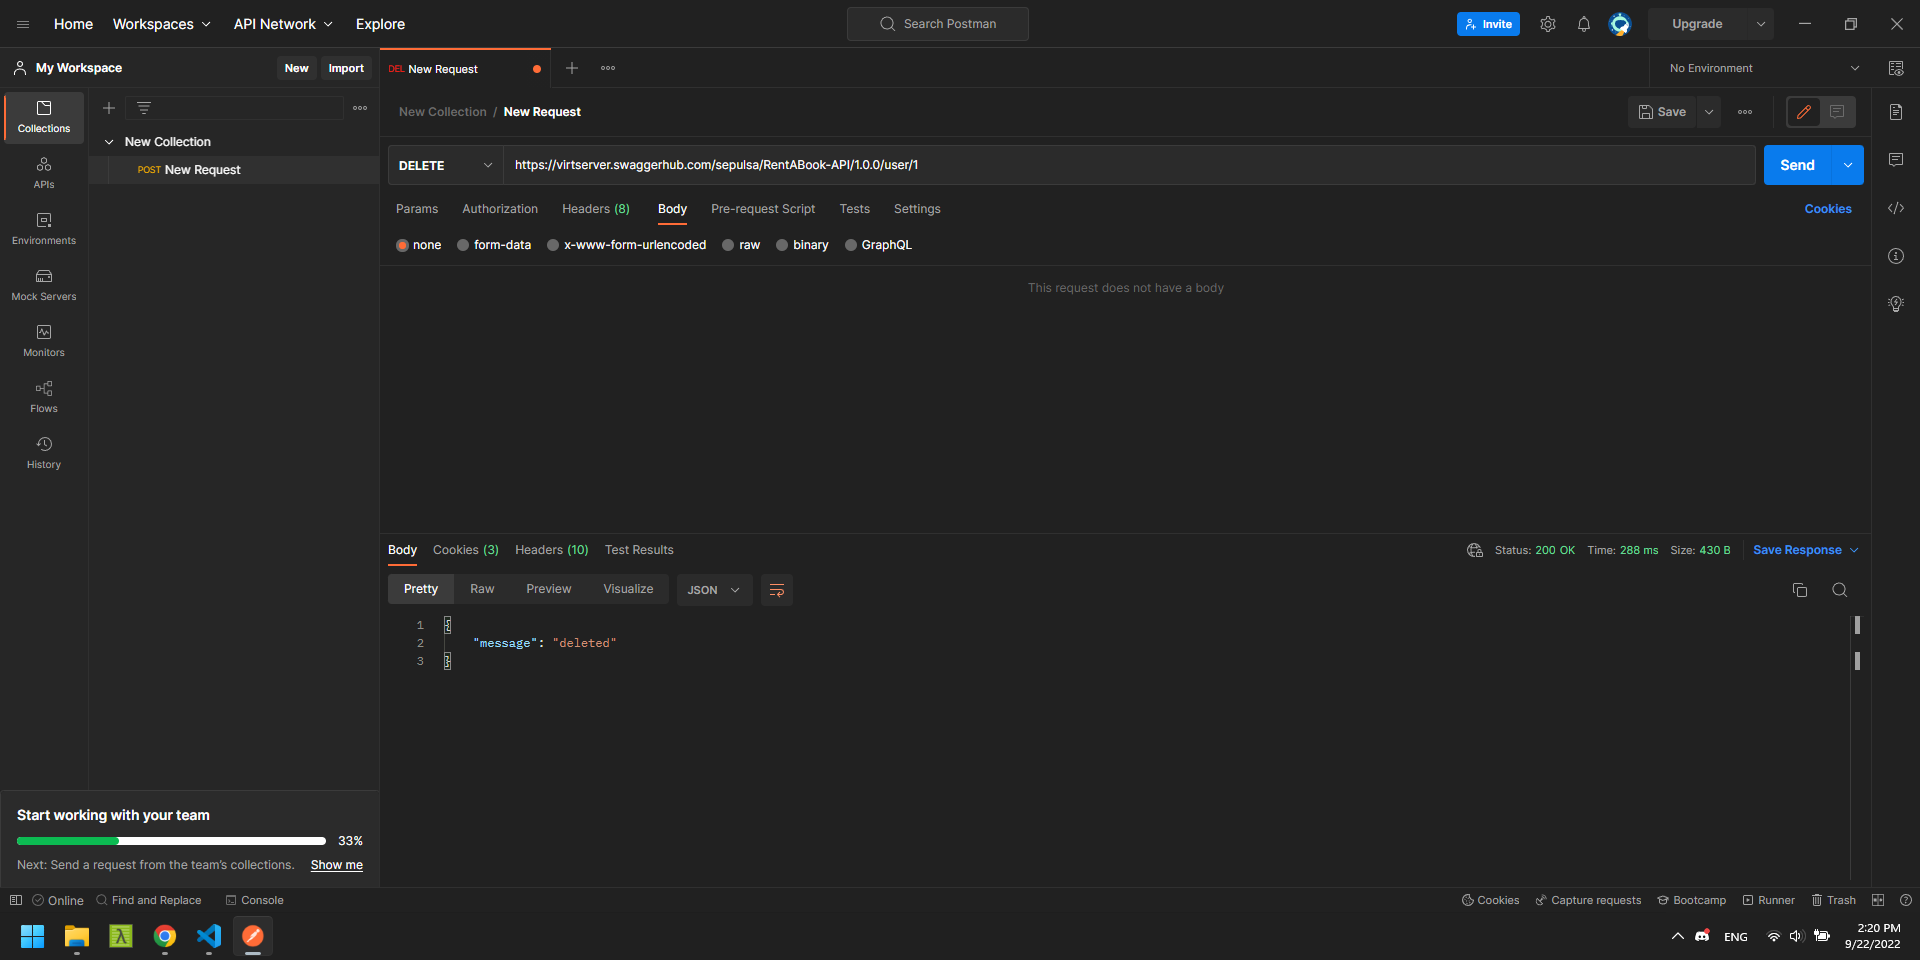 Home Workspaces API Network Explore Search Postman Invite Upgrade
My Workspace New Import DEL New Request No Environment
New Collection / New Request Save
Collections
New Collection
POST New Request
DELETE https://virtserver.swaggerhub.com/sepulsa/RentABook-API/1.0.0/user/1 Send
APIs
Params Authorization Headers (8) Body Pre-request Script Tests Settings Cookies
Environments
none form-data x-www-form-urlencoded raw binary GraphQL
This request does not have a body
Mock Servers
Monitors
Flows
History
Body Cookies (3) Headers (10) Test Results Status: 200 OK Time: 288 ms Size: 430 B Save Response
Pretty Raw Preview Visualize JSON
1 {
2 "message": "deleted"
3 }
Start working with your team
33%
Next: Send a request from the team's collections. Show me
Online Find and Replace Console Cookies Capture requests Bootcamp Runner Trash
ENG 2:20 PM
9/22/2022